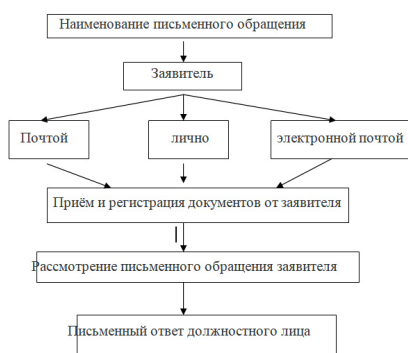 Наименование письменного обращения
Заявитель
Почтой
лично
электронной почтой
Приём и регистрация документов от заявителя
Рассмотрение письменного обращения заявителя
Письменный ответ должностного лица